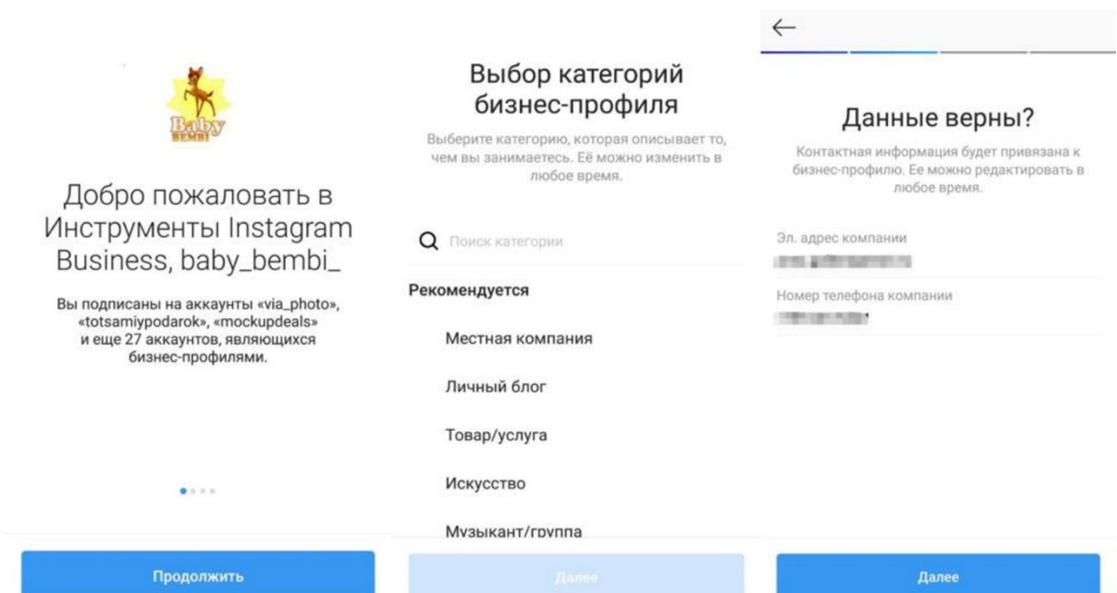 Baby
BEMBI
Добро пожаловать в
Инструменты Instagram
Business, baby_bembi_
Вы подписаны на аккаунты «via_photo»,
«totsamiypodarok», «mockupdeals»
и еще 27 аккаунтов, являющихся
бизнес-профилями.
Продолжить
Выбор категорий
бизнес-профиля
Выберите категорию, которая описывает то,
чем вы занимаетесь. Её можно изменить в
любое время.
Поиск категории
Рекомендуется
Местная компания
Личный блог
Товар/услуга
Искусство
Музыкант/группа
Далее
Данные верны?
Контактная информация будет привязана к
бизнес-профилю. Ее можно редактировать в
любое время.
Эл. адрес компании
Номер телефона компании
Далее